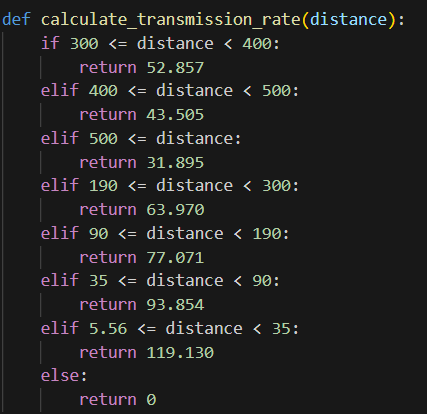 def calculate_transmission_rate(distance):
    if 300 <= distance < 400:
        return 52.857
    elif 400 <= distance < 500:
        return 43.505
    elif 500 <= distance:
        return 31.895
    elif 190 <= distance < 300:
        return 63.970
    elif 90 <= distance < 190:
        return 77.071
    elif 35 <= distance < 90:
        return 93.854
    elif 5.56 <= distance < 35:
        return 119.130
    else:
        return 0